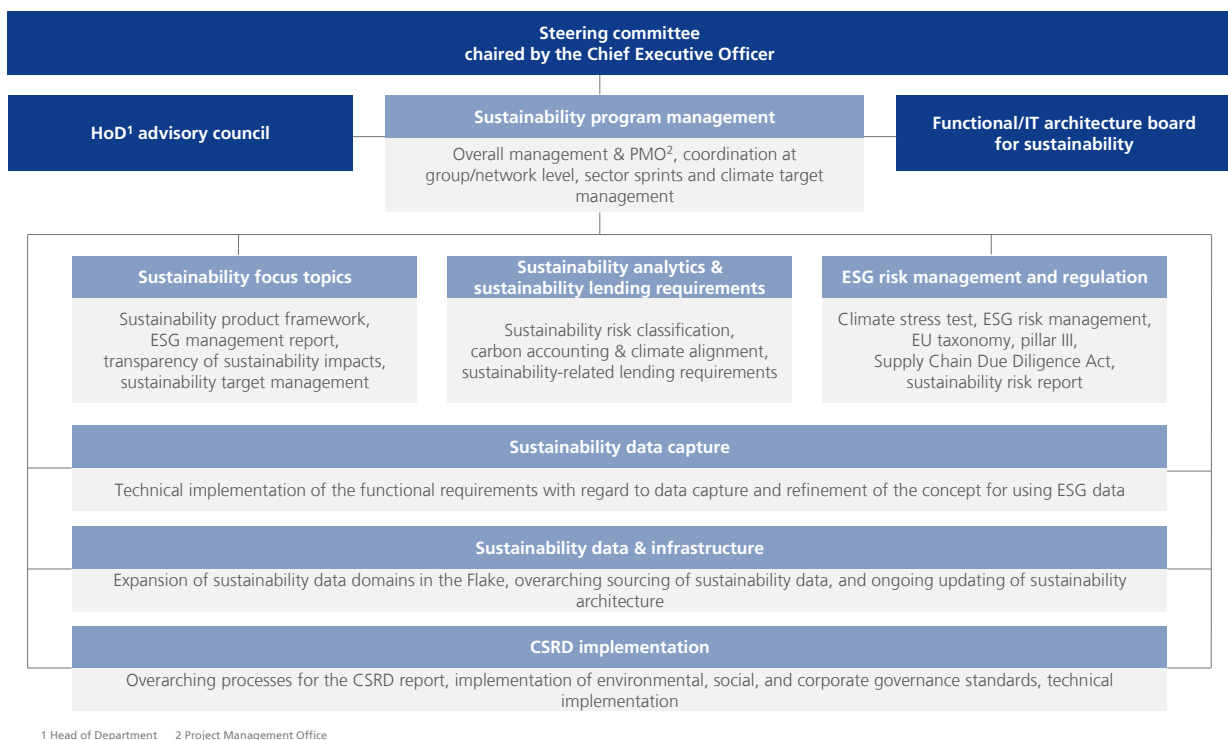 Steering committee
chaired by the Chief Executive Officer
HoD¹ advisory council
Sustainability program management
Overall management & PMO², coordination at
group/network level, sector sprints and climate target
management
Functional/IT architecture board
for sustainability
Sustainability focus topics
Sustainability product framework,
ESG management report,
transparency of sustainability impacts,
sustainability target management
Sustainability analytics &
sustainability lending requirements
Sustainability risk classification,
carbon accounting & climate alignment,
sustainability-related lending requirements
ESG risk management and regulation
Climate stress test, ESG risk management,
EU taxonomy, pillar III,
Supply Chain Due Diligence Act,
sustainability risk report
Sustainability data capture
Technical implementation of the functional requirements with regard to data capture and refinement of the concept for using ESG data
Sustainability data & infrastructure
Expansion of sustainability data domains in the Flake, overarching sourcing of sustainability data, and ongoing updating of sustainability
architecture
CSRD implementation
Overarching processes for the CSRD report, implementation of environmental, social, and corporate governance standards, technical
implementation
1 Head of Department 2 Project Management Office